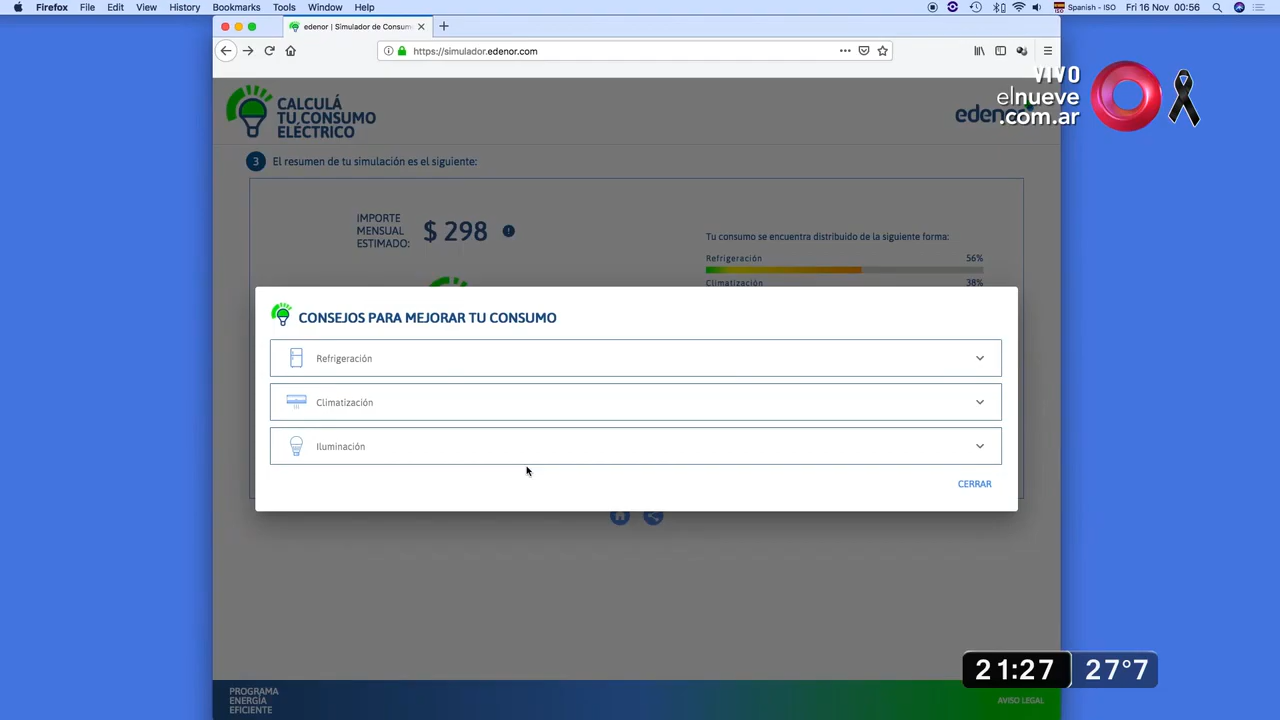 Firefox File Edit View History Bookmarks Tools Window Help
Spanish - ISO Fri 16 Nov 00:56
edenor | Simulador de Consum
https://simulador.edenor.com
VIVO
elnueve
.com.ar
CALCULÁ
TU CONSUMO
ELÉCTRICO
edenor
3 El resumen de tu simulación es el siguiente:
IMPORTE
MENSUAL
ESTIMADO:
$ 298
Tu consumo se encuentra distribuido de la siguiente forma:
Refrigeración 56%
Climatización 38%
CONSEJOS PARA MEJORAR TU CONSUMO
Refrigeración
Climatización
Iluminación
CERRAR
21:27 27°7
PROGRAMA
ENERGÍA
EFICIENTE
AVISO LEGAL